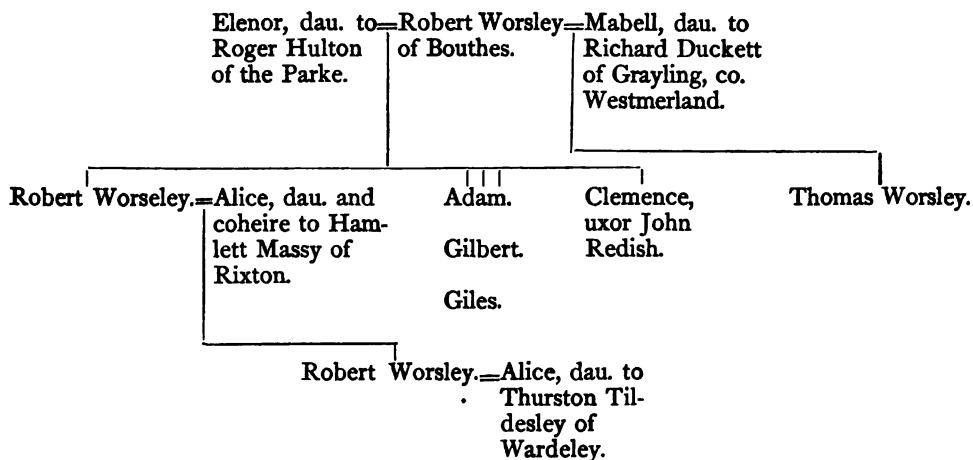 Elenor, dau. to=Robert Worsley=Mabell, dau. to
Roger Hulton of Bouthes. Richard Duckett
of the Parke. of Grayling, co.
Westmerland.
Robert Worseley.=Alice, dau. and Adam. Clemence, Thomas Worsley.
coheire to Ham- uxor John
lett Massy of Gilbert. Redish.
Rixton.
Giles.
Robert Worsley.=Alice, dau. to
Thurston Til-
desley of
Wardeley.